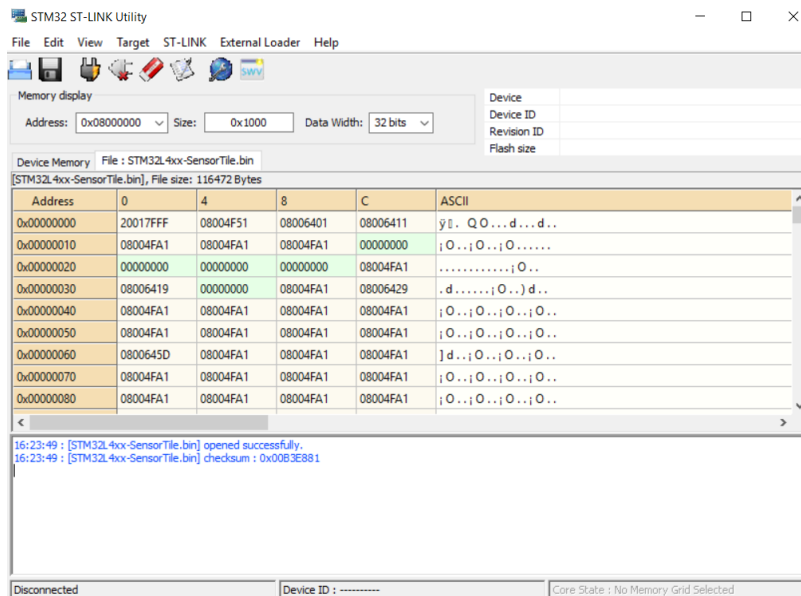 STM32 ST-LINK Utility
File Edit View Target ST-LINK External Loader Help
SWV
Memory display
Address: 0x08000000 Size: 0x1000 Data Width: 32 bits
Device
Device ID
Revision ID
Flash size
Device Memory File : STM32L4xx-SensorTile.bin
[STM32L4xx-SensorTile.bin], File size: 116472 Bytes
Address 0 4 8 C ASCII
0x00000000 20017FFF 08004F51 08006401 08006411 ÿ▯. QO...d...d..
0x00000010 08004FA1 08004FA1 08004FA1 00000000 ¡O..¡O..¡O......
0x00000020 00000000 00000000 00000000 08004FA1 ............¡O..
0x00000030 08006419 00000000 08004FA1 08006429 .d......¡O..)d..
0x00000040 08004FA1 08004FA1 08004FA1 08004FA1 ¡O..¡O..¡O..¡O..
0x00000050 08004FA1 08004FA1 08004FA1 08004FA1 ¡O..¡O..¡O..¡O..
0x00000060 0800645D 08004FA1 08004FA1 08004FA1 ]d..¡O..¡O..¡O..
0x00000070 08004FA1 08004FA1 08004FA1 08004FA1 ¡O..¡O..¡O..¡O..
0x00000080 08004FA1 08004FA1 08004FA1 08004FA1 ¡O..¡O..¡O..¡O..
16:23:49 : [STM32L4xx-SensorTile.bin] opened successfully.
16:23:49 : [STM32L4xx-SensorTile.bin] checksum : 0x00B3E881
Disconnected Device ID : ---------- Core State : No Memory Grid Selected